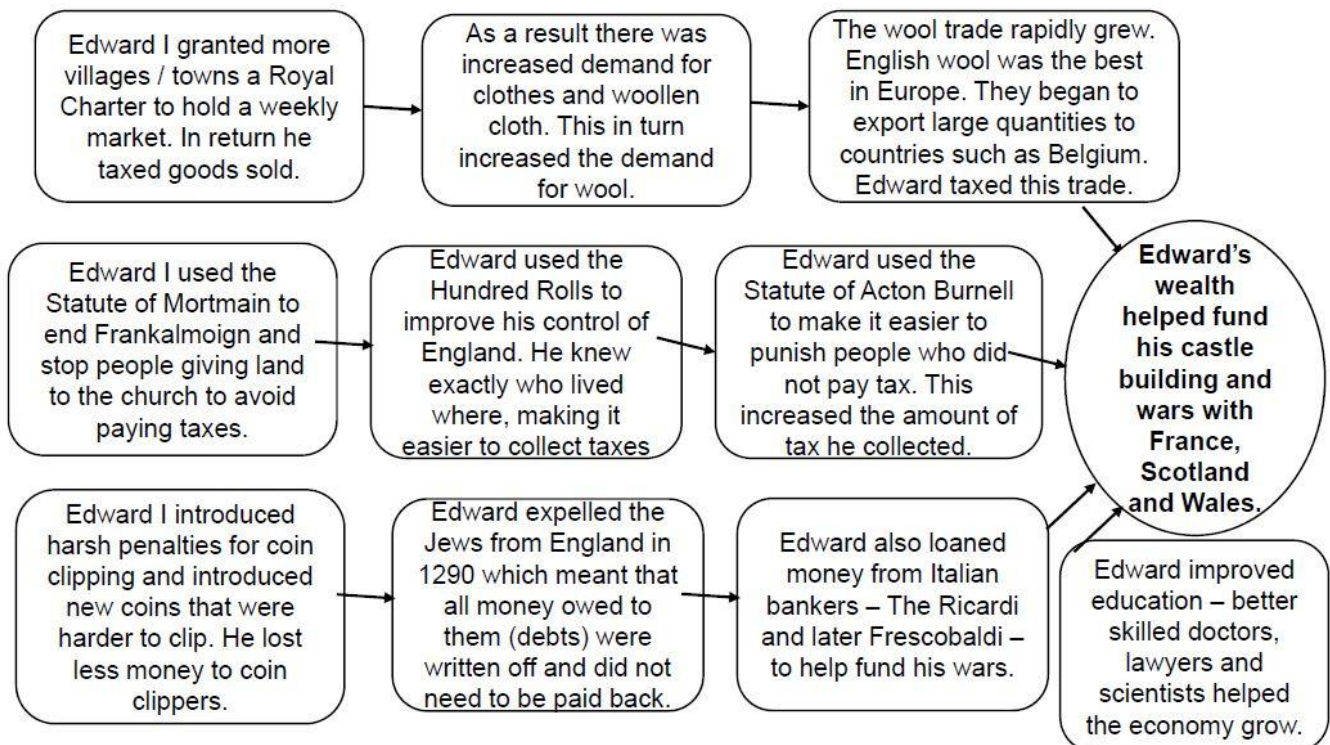 Edward I granted more
villages / towns a Royal
Charter to hold a weekly
market. In return he
taxed goods sold.
As a result there was
increased demand for
clothes and woollen
cloth. This in turn
increased the demand
for wool.
The wool trade rapidly grew.
English wool was the best
in Europe. They began to
export large quantities to
countries such as Belgium.
Edward taxed this trade.
Edward I used the
Statute of Mortmain to
end Frankalmoign and
stop people giving land
to the church to avoid
paying taxes.
Edward used the
Hundred Rolls to
improve his control of
England. He knew
exactly who lived
where, making it
easier to collect taxes
Edward used the
Statute of Acton Burnell
to make it easier to
punish people who did
not pay tax. This
increased the amount of
tax he collected.
Edward's
wealth
helped fund
his castle
building and
wars with
France,
Scotland
and Wales.
Edward I introduced
harsh penalties for coin
clipping and introduced
new coins that were
harder to clip. He lost
less money to coin
clippers.
Edward expelled the
Jews from England in
1290 which meant that
all money owed to
them (debts) were
written off and did not
need to be paid back.
Edward also loaned
money from Italian
bankers – The Ricardi
and later Frescobaldi –
to help fund his wars.
Edward improved
education – better
skilled doctors,
lawyers and
scientists helped
the economy grow.